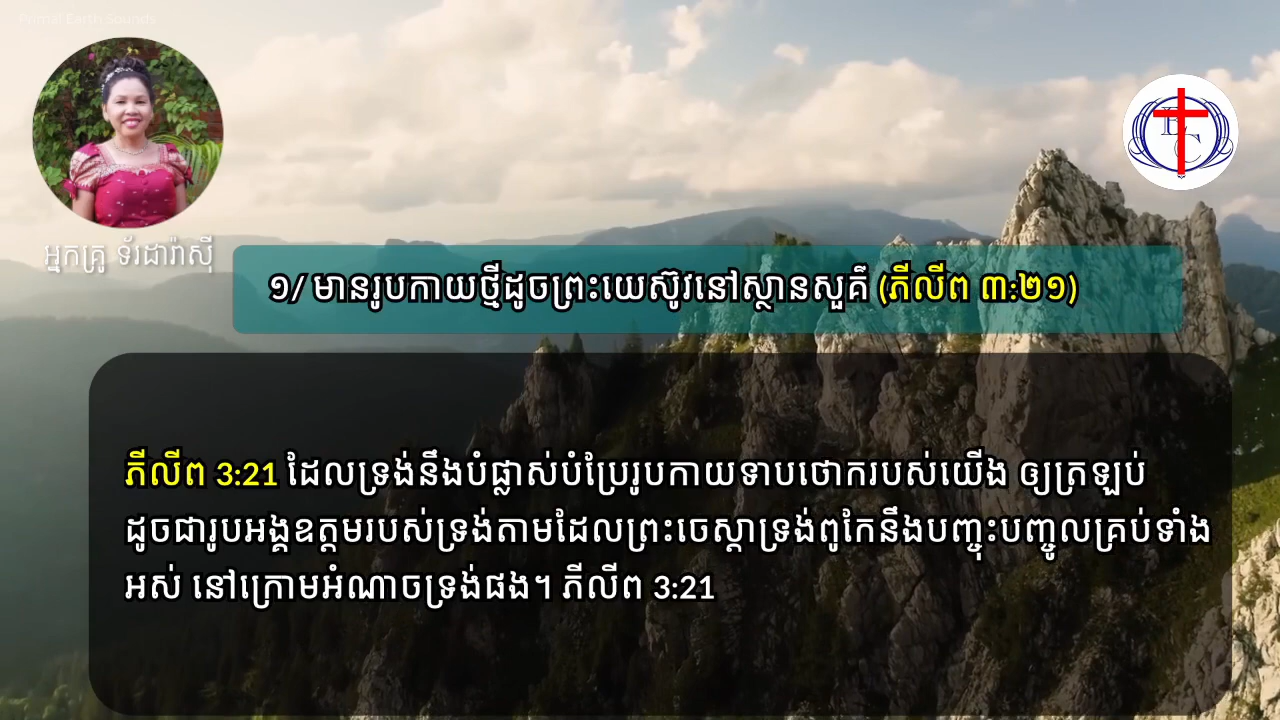 Primal Earth Sounds
អ្នកគ្រូ ទ័រដារ៉ាស៊ី
១/ មានរូបកាយថ្មីដូចព្រះយេស៊ូវនៅស្ថានសួគ៌ (ភីលីព ៣:២១)
ភីលីព 3:21 ដែលទ្រង់នឹងបំផ្លាស់បំប្រែរូបកាយទាបថោករបស់យើង ឲ្យត្រឡប់
ដូចជារូបអង្គឧត្តមរបស់ទ្រង់តាមដែលព្រះចេស្តាទ្រង់ពូកែនឹងបញ្ចុះបញ្ចូលគ្រប់ទាំង
អស់ នៅក្រោមអំណាចទ្រង់ផង។ ភីលីព 3:21